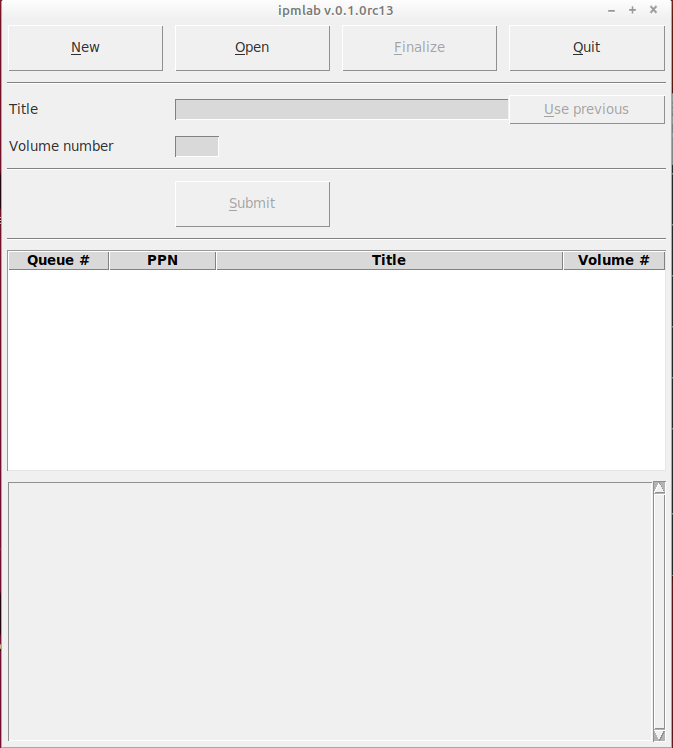 ipmlab v.0.1.0rc13
New Open Finalize Quit
Title Use previous
Volume number
Submit
Queue # PPN Title Volume #